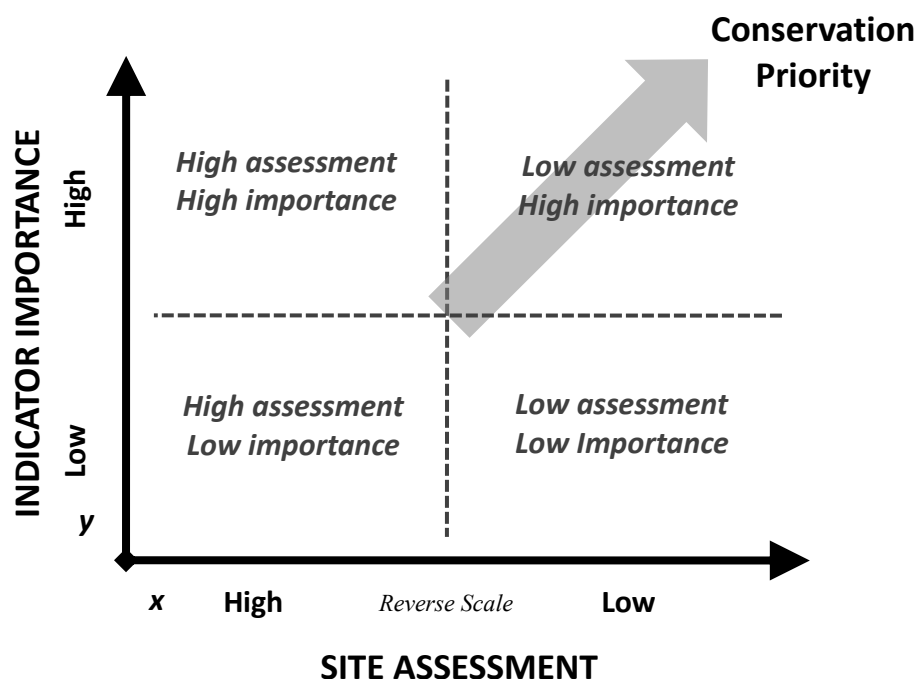 Conservation
Priority
INDICATOR IMPORTANCE
High
Low
y
High assessment
High importance
Low assessment
High importance
High assessment
Low importance
Low assessment
Low Importance
x
High
Reverse Scale
Low
SITE ASSESSMENT